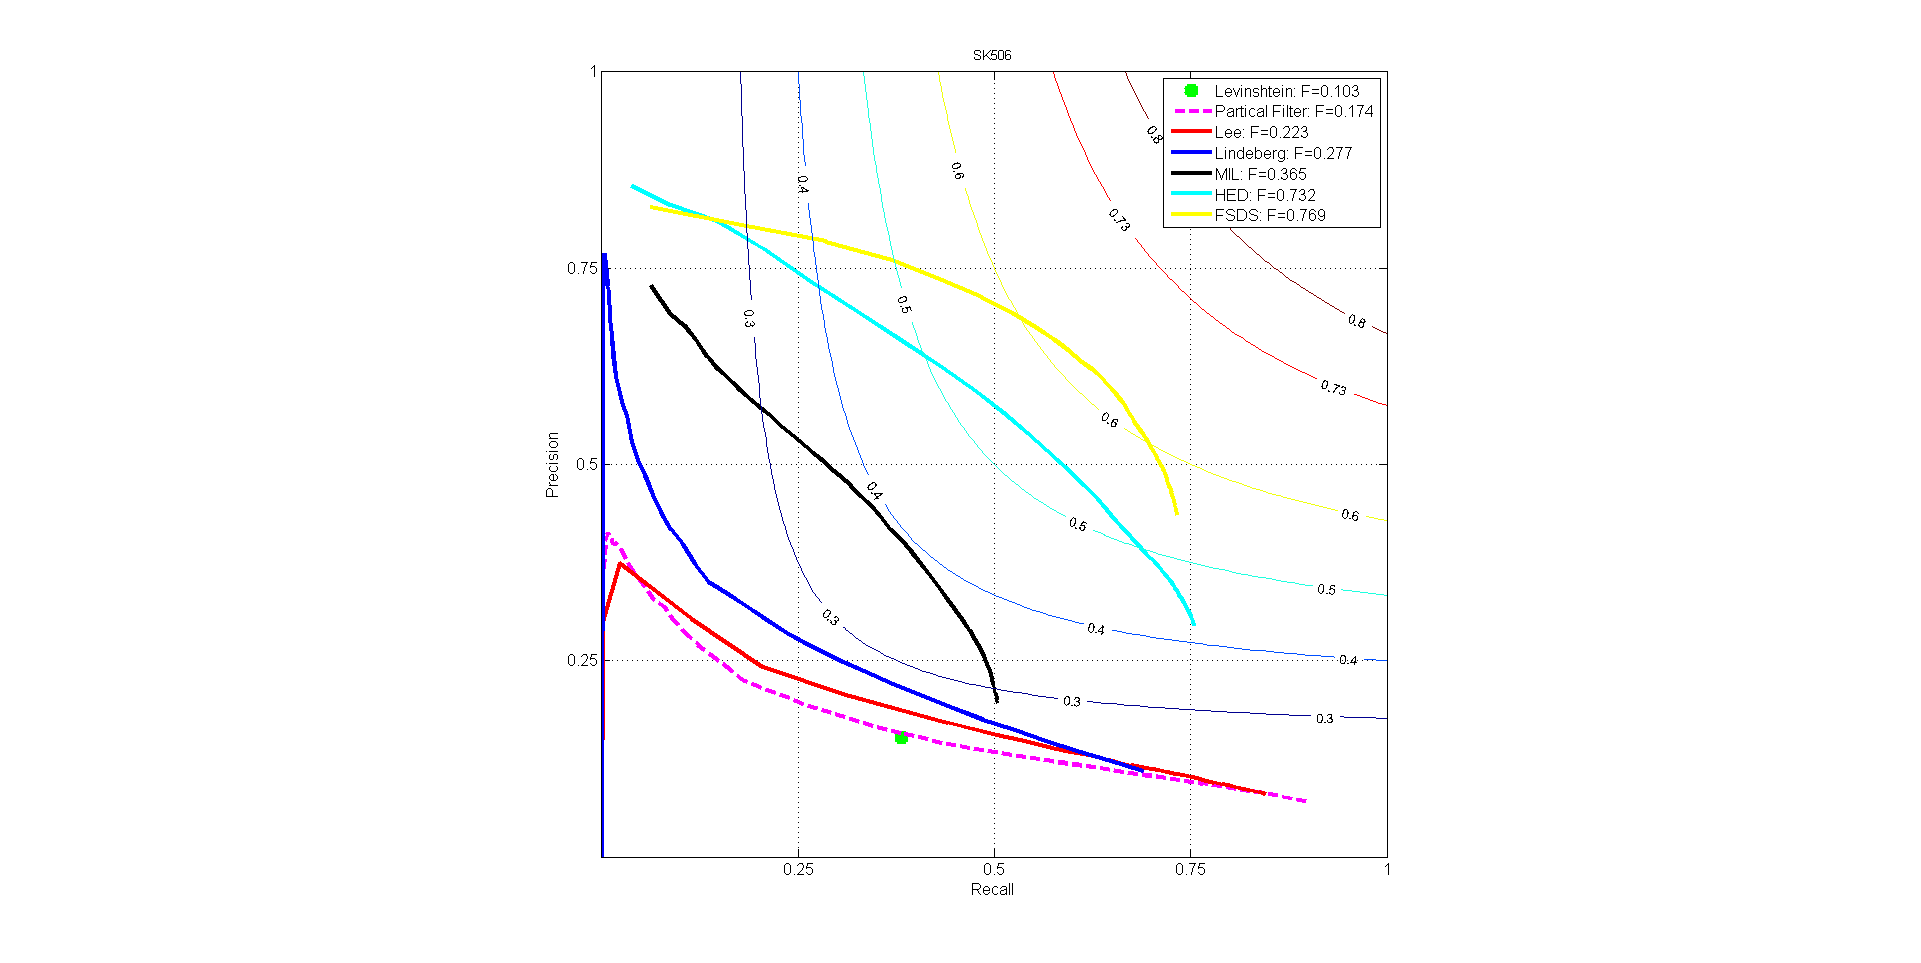 SK506
1
0.75
0.5
0.25
Precision
0.25
0.5
0.75
1
Recall
Levinshtein: F=0.103
Partical Filter: F=0.174
Lee: F=0.223
Lindeberg: F=0.277
MIL: F=0.365
HED: F=0.732
FSDS: F=0.769
0.8
0.4
0.6
0.73
0.5
0.3
0.8
0.73
0.6
0.4
0.6
0.5
0.5
0.3
0.4
0.4
0.3
0.3